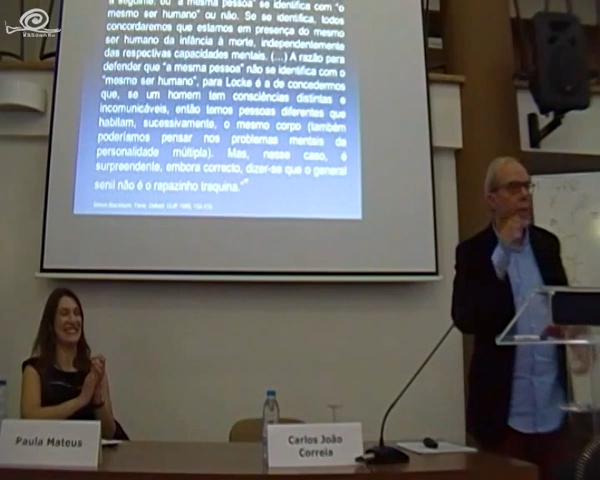 a seguinte, ou "a mesma pessoa" se identifica com "o
mesmo ser humano" ou não. Se se identifica, todos
concordaremos que estamos em presença do mesmo
ser humano da infância à morte, independentemente
das respectivas capacidades mentais. (...) A razão para
defender que "a mesma pessoa" não se identifica com o
"mesmo ser humano", para Locke é a de concedermos
que, se um homem tem consciências distintas e
incomunicáveis, então temos pessoas diferentes que
habitam, sucessivamente, o mesmo corpo (também
poderíamos pensar nos problemas mentais da
personalidade múltipla). Mas, nesse caso, é
surpreendente, embora correcto, dizer-se que o general
senil não é o rapazinho traquina."
Paula Mateus
Carlos João
Correia